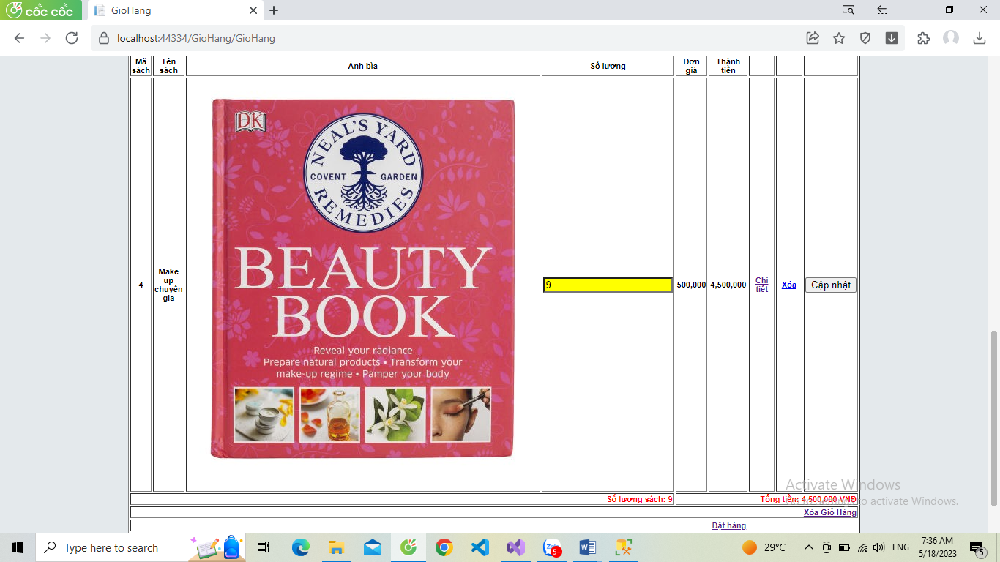 cốc cốc
GioHang
localhost:44334/GioHang/GioHang
Mã sách
Tên sách
Ảnh bìa
Số lượng
Đơn giá
Thành tiền
4
Make up chuyên gia
DK
NEAL'S YARD
COVENT GARDEN
REMEDIES
BEAUTY
BOOK
Reveal your radiance
Prepare natural products • Transform your
make-up regime • Pamper your body
9
500,000
4,500,000
Chi tiết
Xóa
Cập nhật
Số lượng sách: 9
Tổng tiền: 4,500,000 VNĐ
Activate Windows
to activate Windows.
Xóa Giỏ Hàng
Đặt hàng
Type here to search
5+
29°C
ENG
7:36 AM
5/18/2023
5